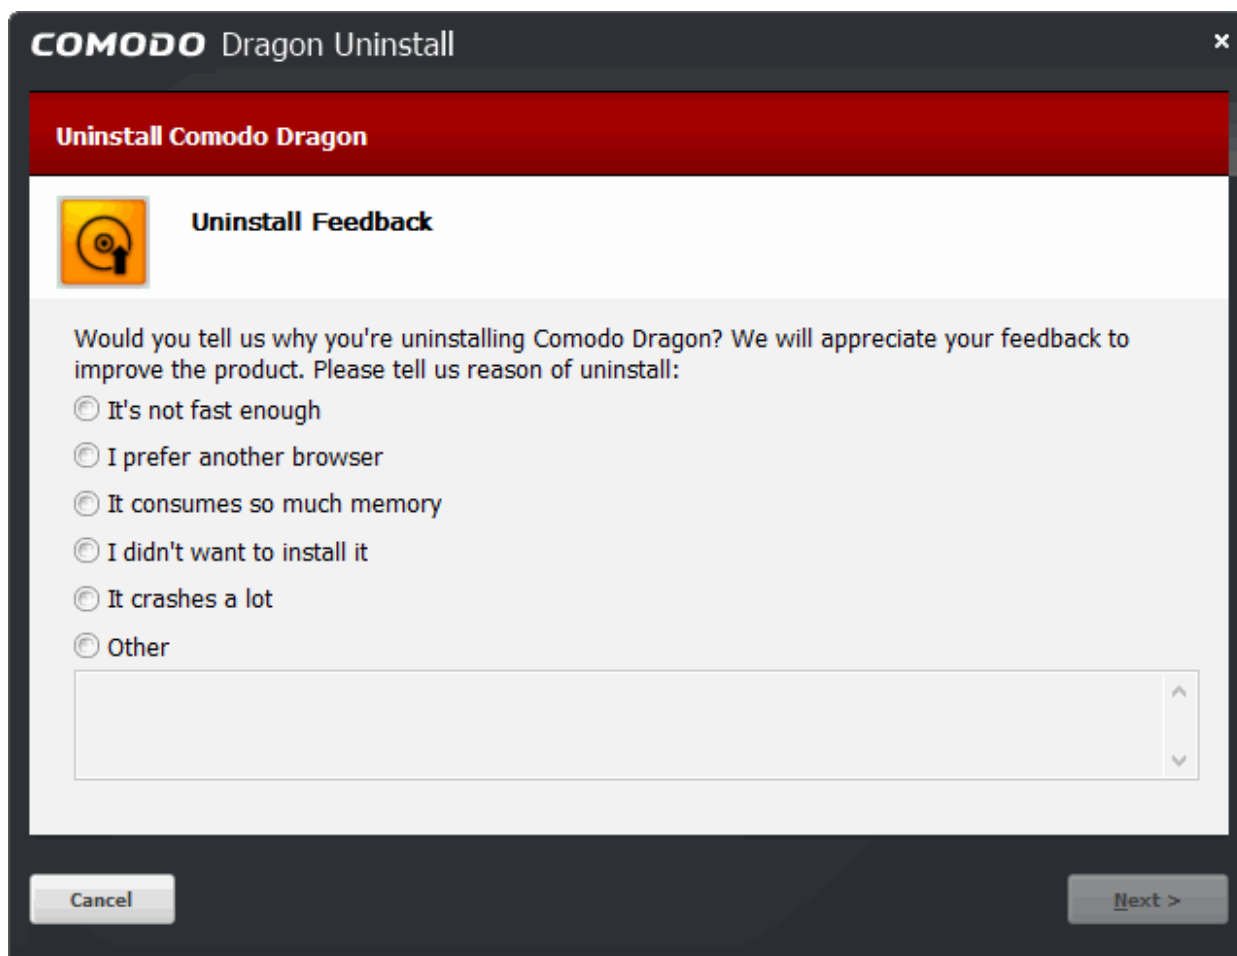 COMODO Dragon Uninstall
Uninstall Comodo Dragon
Uninstall Feedback
Would you tell us why you're uninstalling Comodo Dragon? We will appreciate your feedback to
improve the product. Please tell us reason of uninstall:
It's not fast enough
I prefer another browser
It consumes so much memory
I didn't want to install it
It crashes a lot
Other
Cancel
Next >